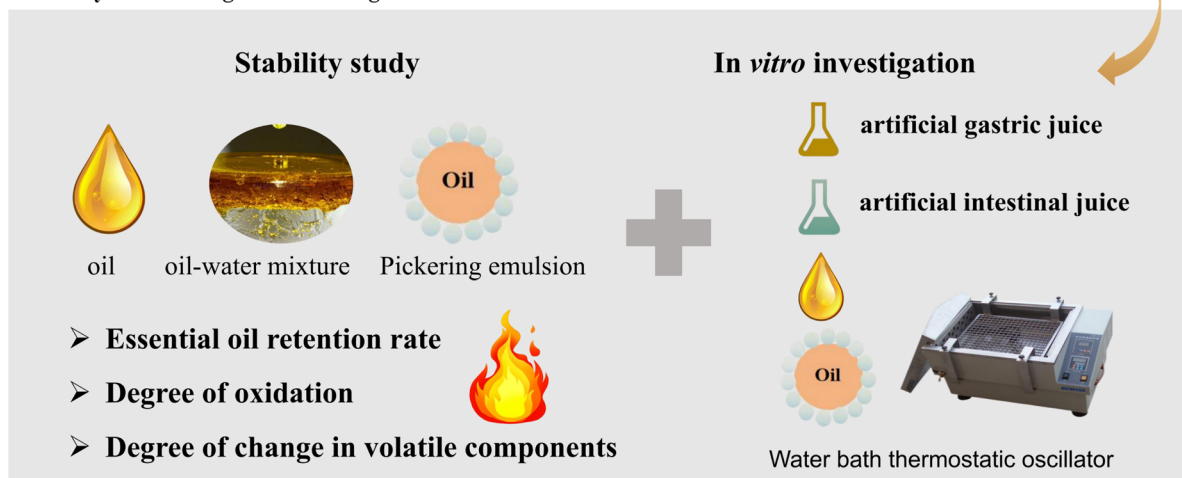 Stability study
In vitro investigation
artificial gastric juice
artificial intestinal juice
Oil
oil
oil-water mixture
Pickering emulsion
➢ Essential oil retention rate
➢ Degree of oxidation
➢ Degree of change in volatile components
Oil
Water bath thermostatic oscillator